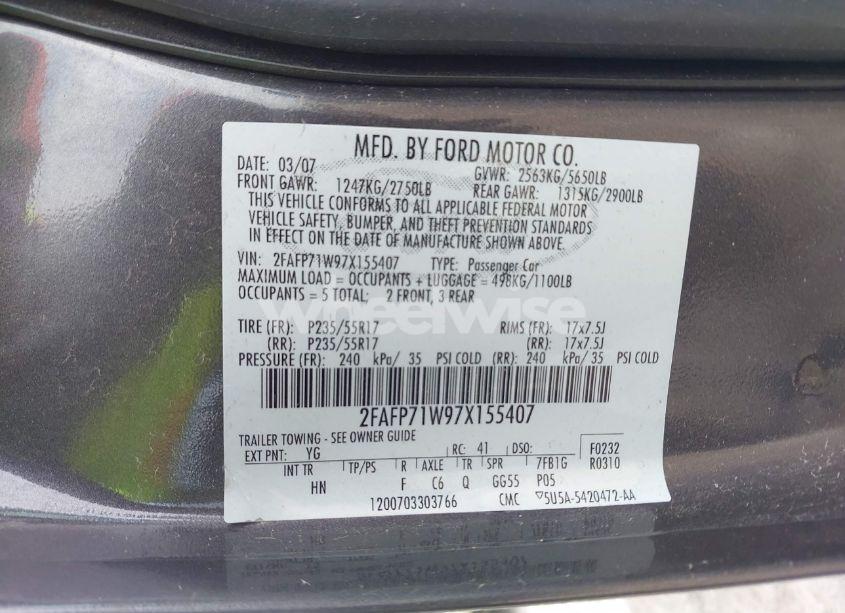 MFD. BY FORD MOTOR CO.
DATE: 03/07 GVWR: 2563KG/5650LB
FRONT GAWR: 1247KG/2750LB REAR GAWR: 1315KG/2900LB
THIS VEHICLE CONFORMS TO ALL APPLICABLE FEDERAL MOTOR
VEHICLE SAFETY, BUMPER, AND THEFT PREVENTION STANDARDS
IN EFFECT ON THE DATE OF MANUFACTURE SHOWN ABOVE.
VIN: 2FAFP71W97X155407 TYPE: Passenger Car
MAXIMUM LOAD = OCCUPANTS + LUGGAGE = 498KG/1100LB
OCCUPANTS = 5 TOTAL; 2 FRONT, 3 REAR
wheelwise
TIRE (FR): P235/55R17 RIMS (FR): 17x7.5J
(RR): P235/55R17 (RR): 17x7.5J
PRESSURE (FR): 240 kPa/ 35 PSI COLD (RR): 240 kPa/ 35 PSI COLD
2FAFP71W97X155407
TRAILER TOWING - SEE OWNER GUIDE
EXT PNT: YG RC: 41 DSO: F0232
INT TR TP/PS R AXLE TR SPR 7FB1G R0310
HN F C6 Q GG55 P05
1200703303766 CMC 5U5A-5420472-AA
2FAFP71W97X155407